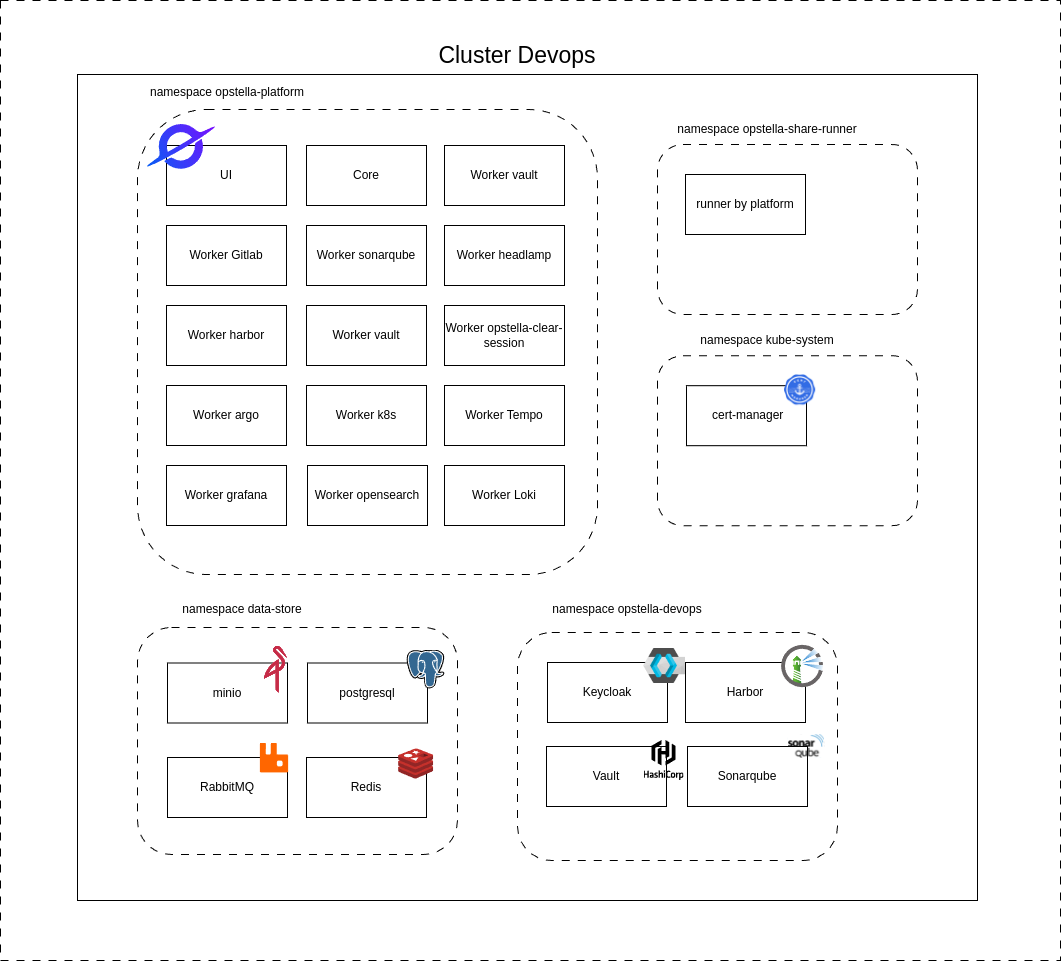 Cluster Devops
namespace opstella-platform
UI
Core
Worker vault
Worker Gitlab
Worker sonarqube
Worker headlamp
Worker harbor
Worker vault
Worker opstella-clear-
session
Worker argo
Worker k8s
Worker Tempo
Worker grafana
Worker opensearch
Worker Loki
namespace opstella-share-runner
runner by platform
namespace kube-system
cert-manager
namespace data-store
minio
postgresql
RabbitMQ
Redis
namespace opstella-devops
Keycloak
Harbor
Vault
HashiCorp
Sonarqube
sonar
qube